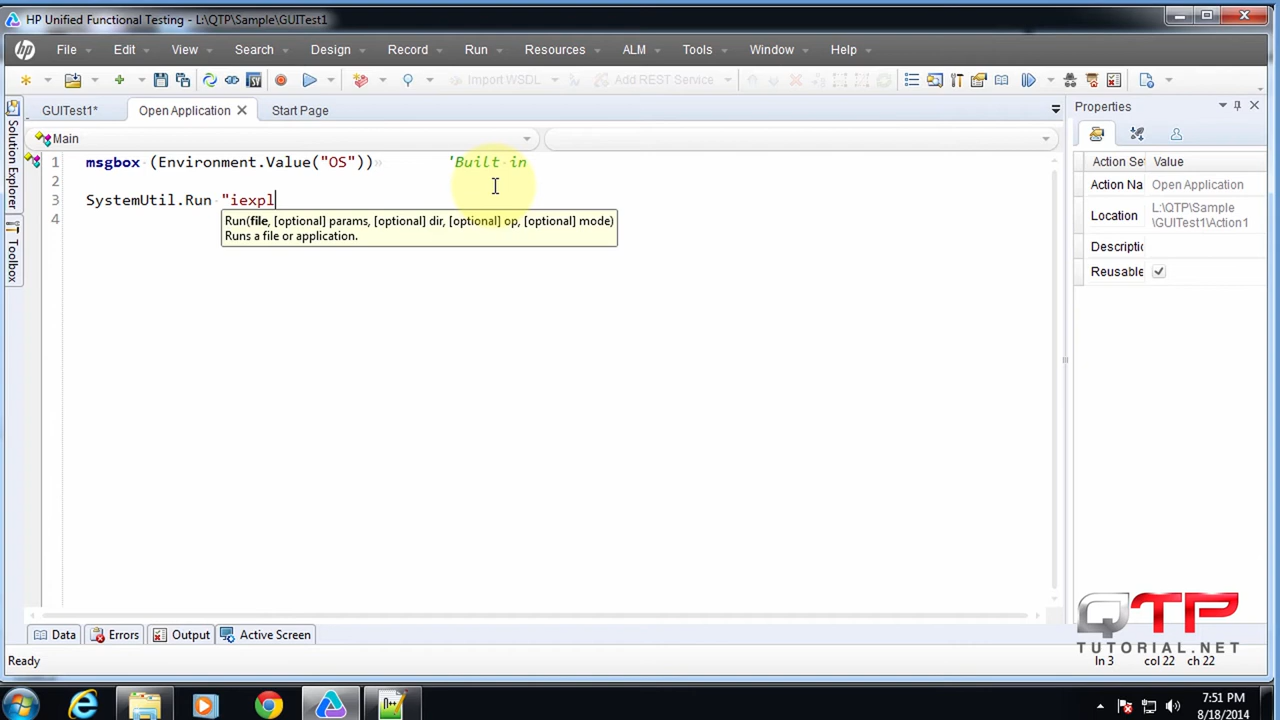 HP Unified Functional Testing - L:\QTP\Sample\GUITest1
File Edit View Search Design Record Run Resources ALM Tools Window Help
Import WSDL Add REST Service
GUITest1* Open Application Start Page
Properties
Main
Solution Explorer
Toolbox
1 msgbox (Environment.Value("OS")) 'Built in
2
3 SystemUtil.Run "iexpl
4
Run(file, [optional] params, [optional] dir, [optional] op, [optional] mode)
Runs a file or application.
Action Se Value
Action Na Open Application
Location L:\QTP\Sample
\GUITest1\Action1
Descriptic
Reusable
Data Errors Output Active Screen
QTP
TUTORIAL.NET
Ready
ln 3 col 22 ch 22
7:51 PM
8/18/2014